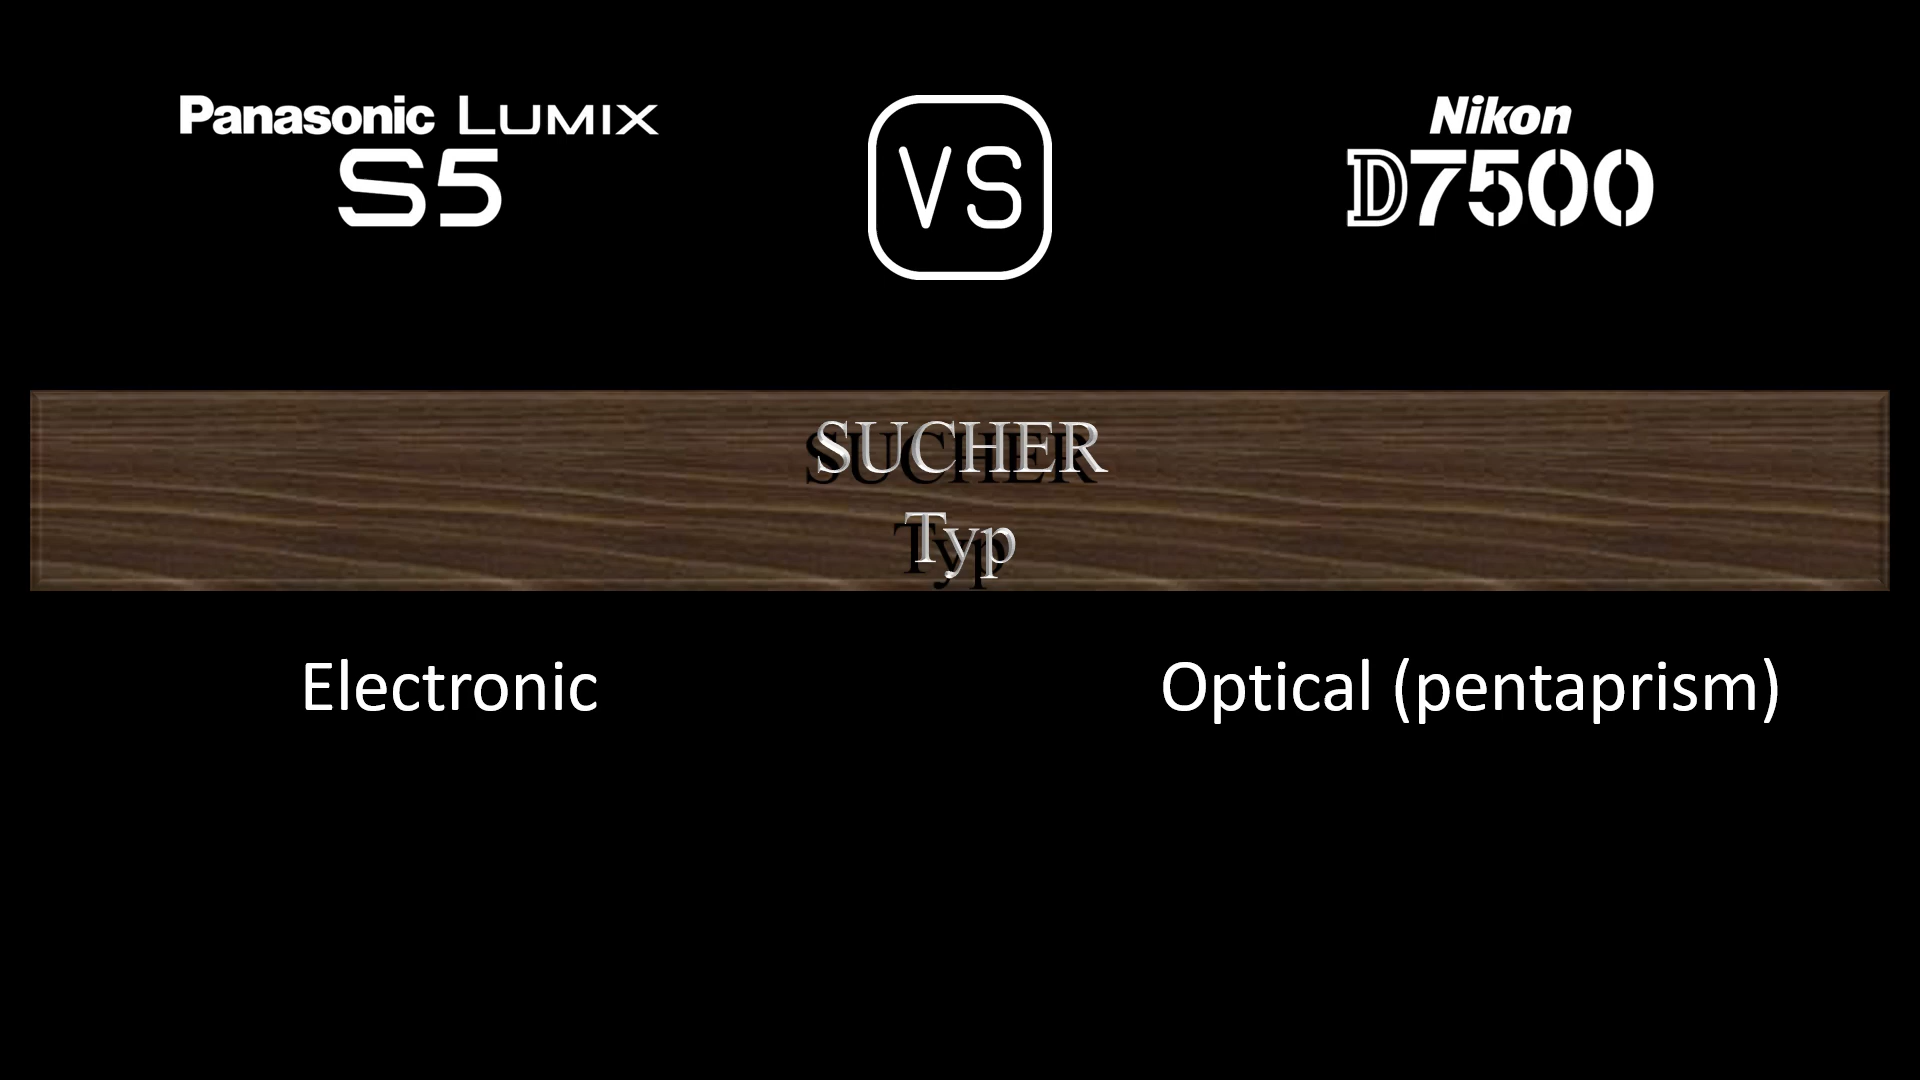 Panasonic LUMIX
S5
VS
Nikon
D7500
SUCHER
Typ
Electronic
Optical (pentaprism)